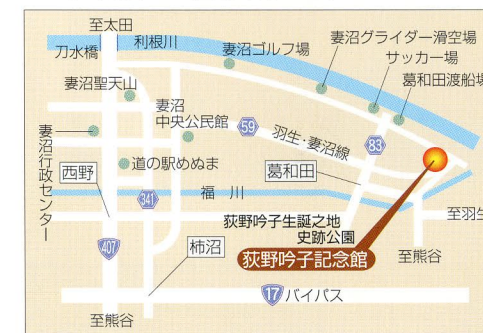 至太田
利根川
刀水橋
妻沼ゴルフ場
妻沼グライダー滑空場
サッカー場
葛和田渡船場
妻沼聖天山
妻沼
中央公民館
59
羽生・妻沼線
83
妻沼行政センター
道の駅めぬま
西野
葛和田
341
福川
荻野吟子生誕之地
史跡公園
至羽生
407
柿沼
荻野吟子記念館
至熊谷
17
バイパス
至熊谷